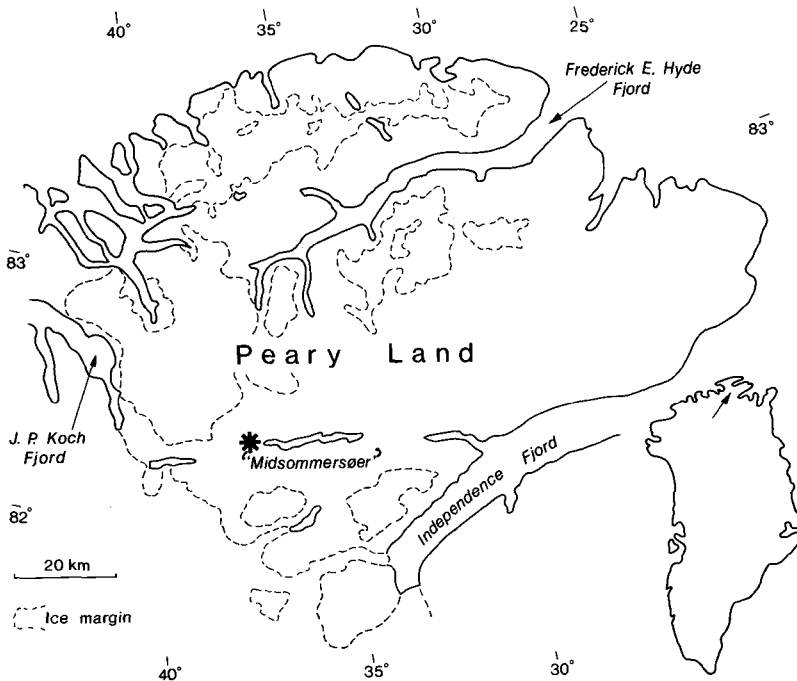 40°
35°
30°
25°
Frederick E. Hyde
Fjord
83°
83°
Peary Land
J. P. Koch
Fjord
"Midsommersøer"
Independence Fjord
82°
20 km
Ice margin
40°
35°
30°